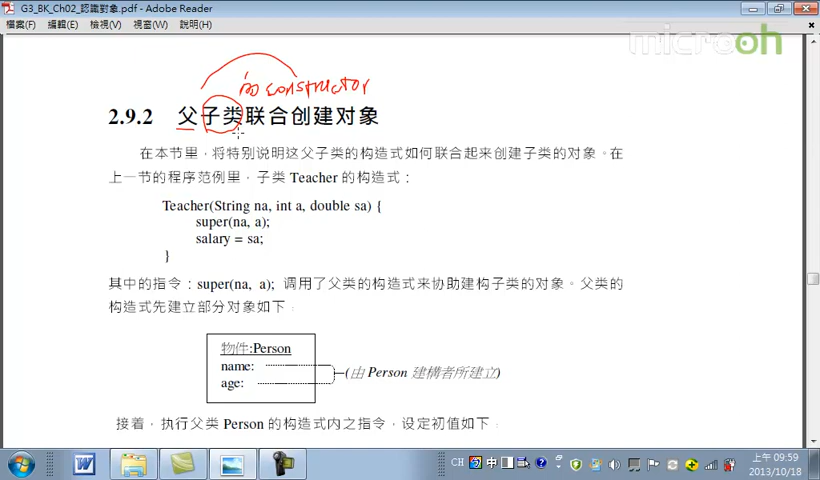 G3_BK_Ch02_認識對象.pdf - Adobe Reader
檔案(F) 編輯(E) 檢視(V) 視窗(W) 說明(H)
microoh
的 constructor
2.9.2 父子类联合创建对象
在本节里，将特别说明这父子类的构造式如何联合起来创建子类的对象。在
上一节的程序范例里，子类 Teacher 的构造式：
Teacher(String na, int a, double sa) {
super(na, a);
salary = sa;
}
其中的指令：super(na, a); 调用了父类的构造式来协助建构子类的对象。父类的
构造式先建立部分对象如下：
物件:Person
name:
age:
(由 Person 建構者所建立)
接着，执行父类 Person 的构造式内之指令，设定初值如下：
CH 中
上午 09:59
2013/10/18